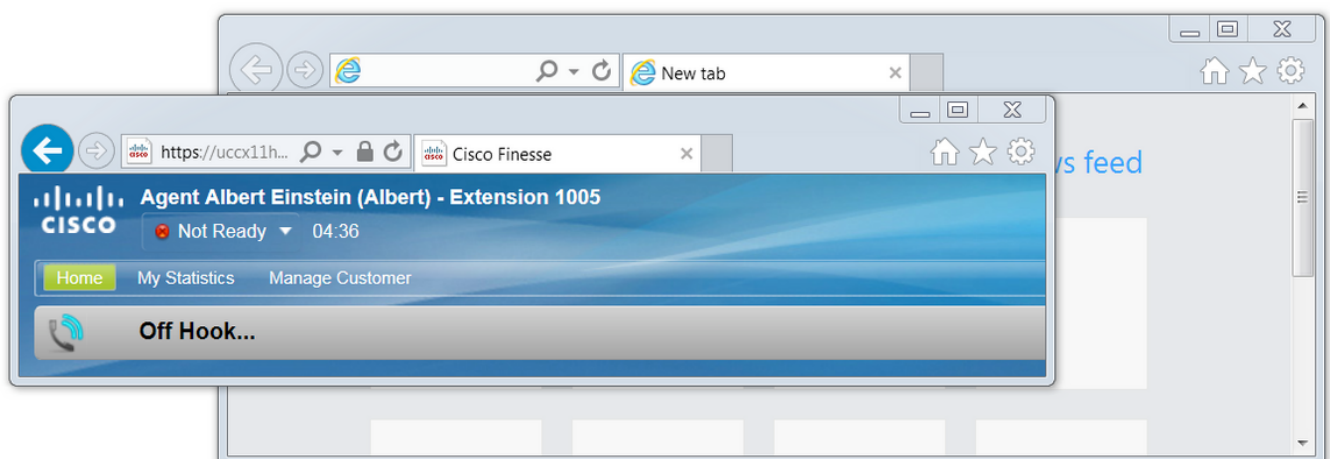 New tab
https://uccx11h...
Cisco Finesse
feed
cisco
CISCO
Agent Albert Einstein (Albert) - Extension 1005
Not Ready 04:36
Home My Statistics Manage Customer
Off Hook...